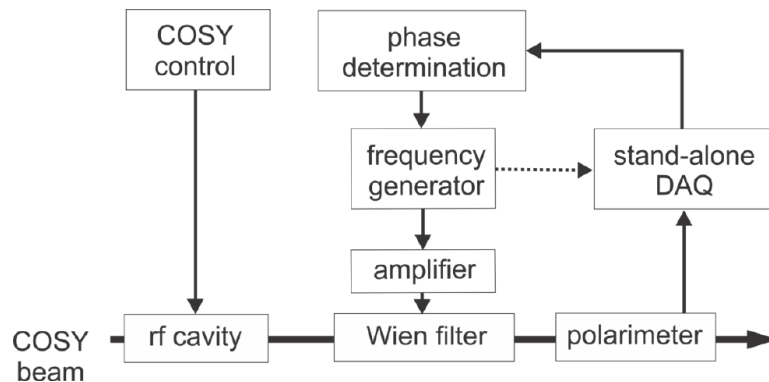 COSY
control
phase
determination
frequency
generator
stand-alone
DAQ
amplifier
COSY
beam
rf cavity
Wien filter
polarimeter